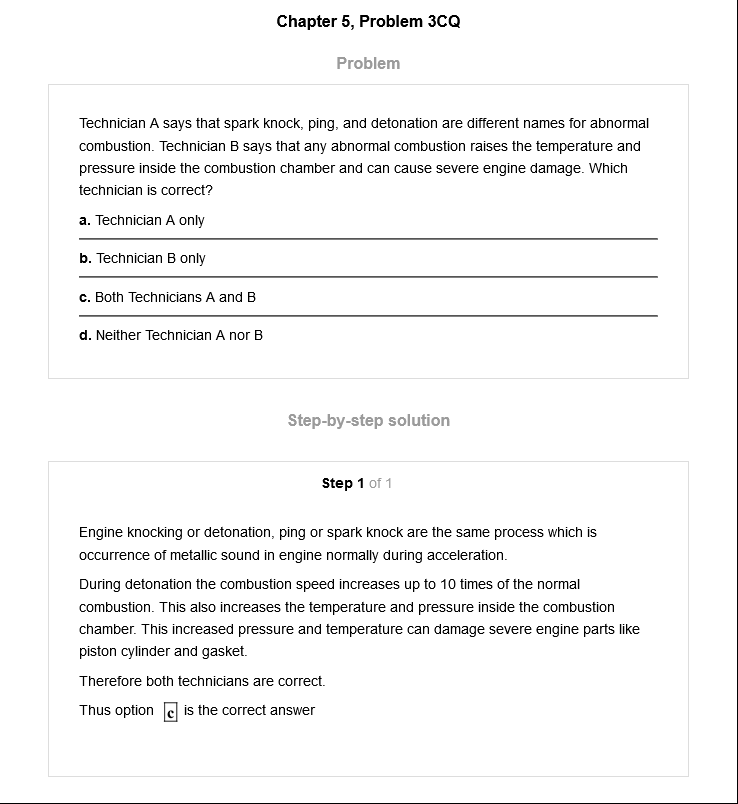 Chapter 5, Problem 3CQ
Problem
Technician A says that spark knock, ping, and detonation are different names for abnormal
combustion. Technician B says that any abnormal combustion raises the temperature and
pressure inside the combustion chamber and can cause severe engine damage. Which
technician is correct?
a. Technician A only
b. Technician B only
c. Both Technicians A and B
d. Neither Technician A nor B
Step-by-step solution
Step 1 of 1
Engine knocking or detonation, ping or spark knock are the same process which is
occurrence of metallic sound in engine normally during acceleration.
During detonation the combustion speed increases up to 10 times of the normal
combustion. This also increases the temperature and pressure inside the combustion
chamber. This increased pressure and temperature can damage severe engine parts like
piston cylinder and gasket.
Therefore both technicians are correct.
Thus option c is the correct answer